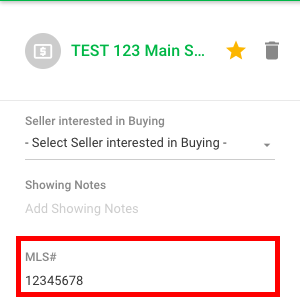 TEST 123 Main S...
Seller interested in Buying
- Select Seller interested in Buying -
Showing Notes
Add Showing Notes
MLS#
12345678